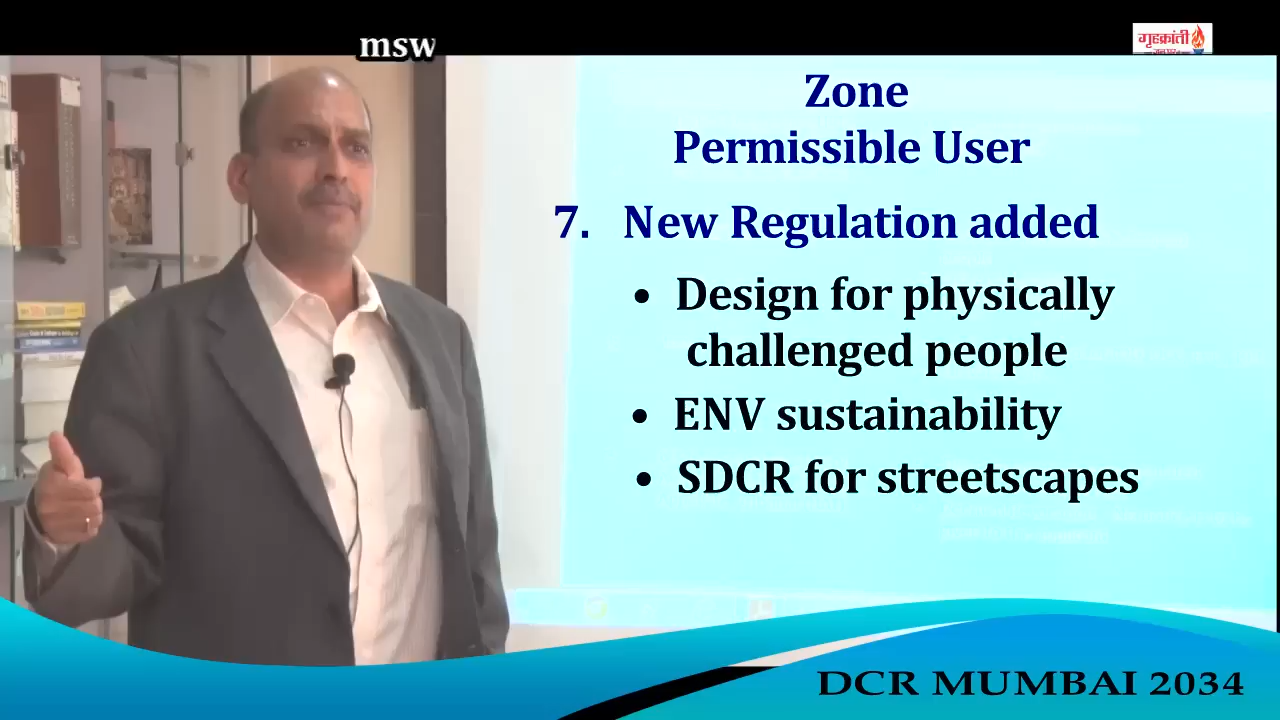 msw
गृहक्रांती
Zone
Permissible User
7. New Regulation added
• Design for physically
challenged people
• ENV sustainability
• SDCR for streetscapes
DCR MUMBAI 2034